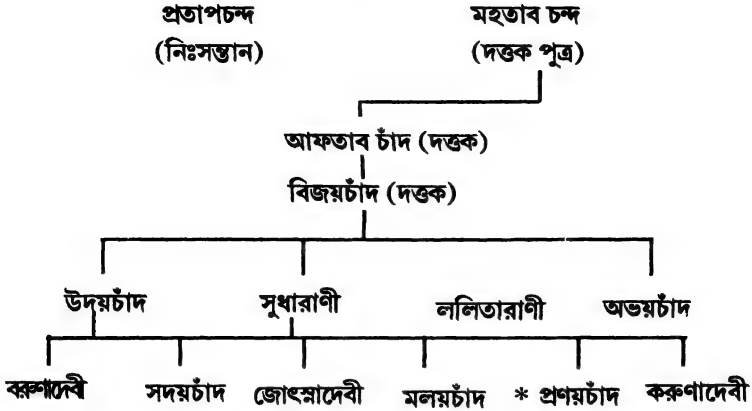 প্রতাপচন্দ মহতাব চন্দ
(নিঃসন্তান) (দত্তক পুত্র)
আফতাব চাঁদ (দত্তক)
বিজয়চাঁদ (দত্তক)
উদয়চাঁদ সুধারাণী ললিতারাণী অভয়চাঁদ
বরুণাদেবী সদয়চাঁদ জোৎস্নাদেবী মলয়চাঁদ * প্রণয়চাঁদ করুণাদেবী